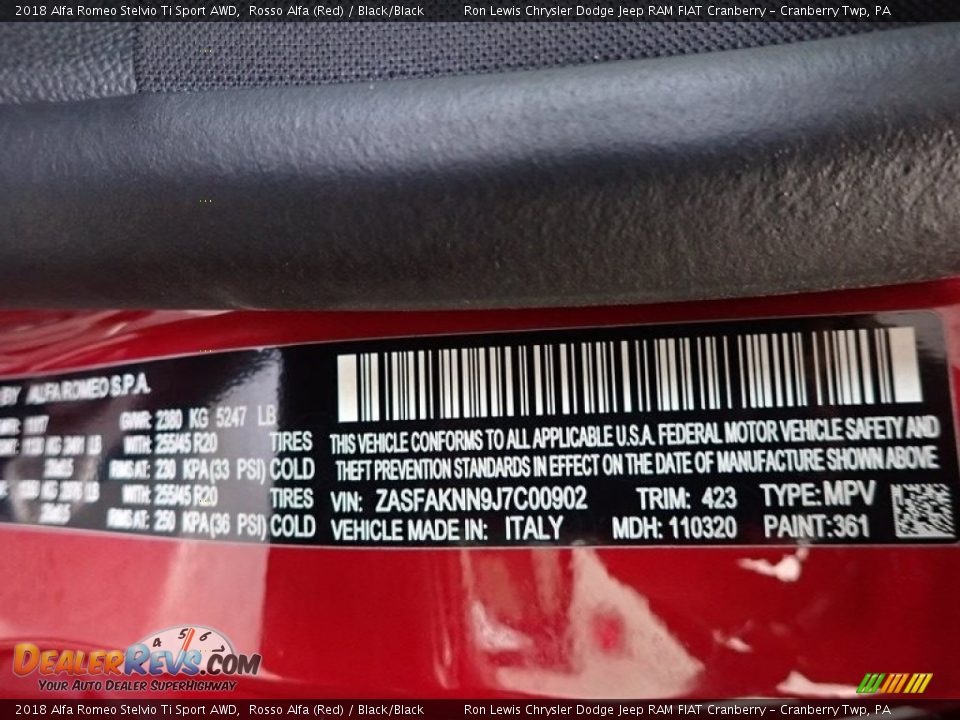 2018 Alfa Romeo Stelvio Ti Sport AWD, Rosso Alfa (Red) / Black/Black Ron Lewis Chrysler Dodge Jeep RAM FIAT Cranberry – Cranberry Twp, PA
BY ALFA ROMEO S.P.A.
GVWR: 2380 KG 5247 LB
WITH: 255/45 R20 TIRES
RIMS AT: 230 KPA(33 PSI) COLD
WITH: 255/45 R20 TIRES
RIMS AT: 250 KPA(36 PSI) COLD
THIS VEHICLE CONFORMS TO ALL APPLICABLE U.S.A. FEDERAL MOTOR VEHICLE SAFETY AND
THEFT PREVENTION STANDARDS IN EFFECT ON THE DATE OF MANUFACTURE SHOWN ABOVE
VIN: ZASFAKNN9J7C00902 TRIM: 423 TYPE: MPV
VEHICLE MADE IN: ITALY MDH: 110320 PAINT:361
4 5 6
DEALERREVS.COM
YOUR AUTO DEALER SUPERHIGHWAY
2018 Alfa Romeo Stelvio Ti Sport AWD, Rosso Alfa (Red) / Black/Black Ron Lewis Chrysler Dodge Jeep RAM FIAT Cranberry – Cranberry Twp, PA